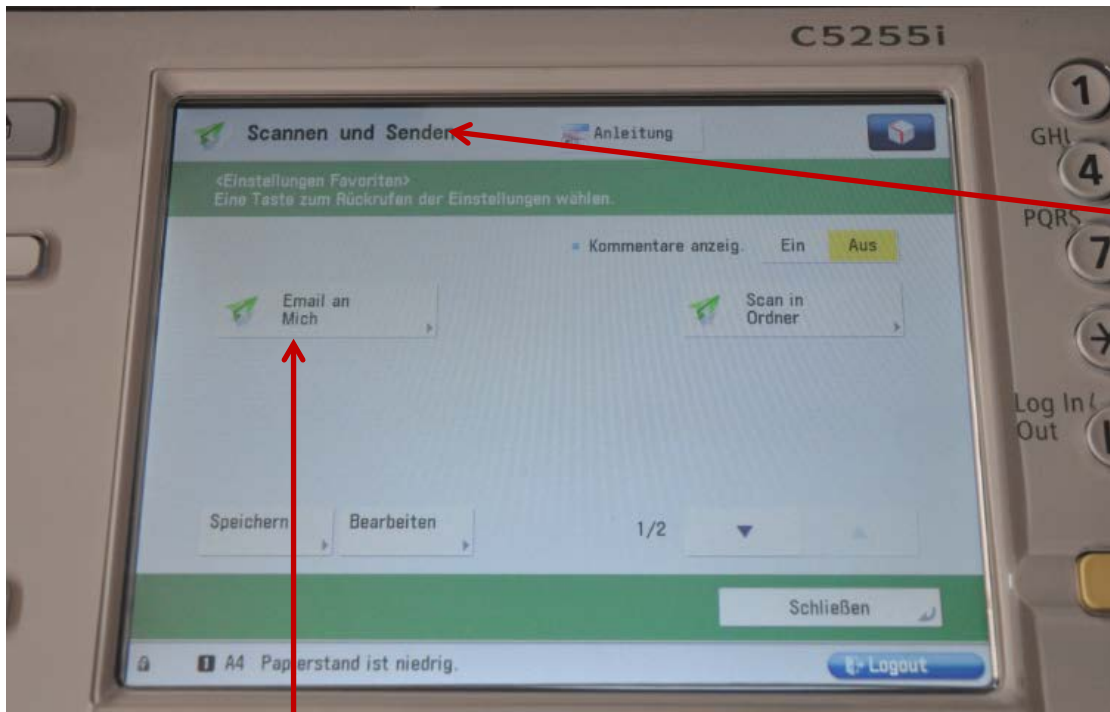 C5255i
Scannen und Senden
Anleitung
<Einstellungen Favoriten>
Eine Taste zum Rückrufen der Einstellungen wählen.
Kommentare anzeig. Ein Aus
Email an
Mich
Scan in
Ordner
Speichern Bearbeiten 1/2
Schließen
1 A4 Papierstand ist niedrig.
Logout
1
GHI
4
PQRS
7
Log In/
Out